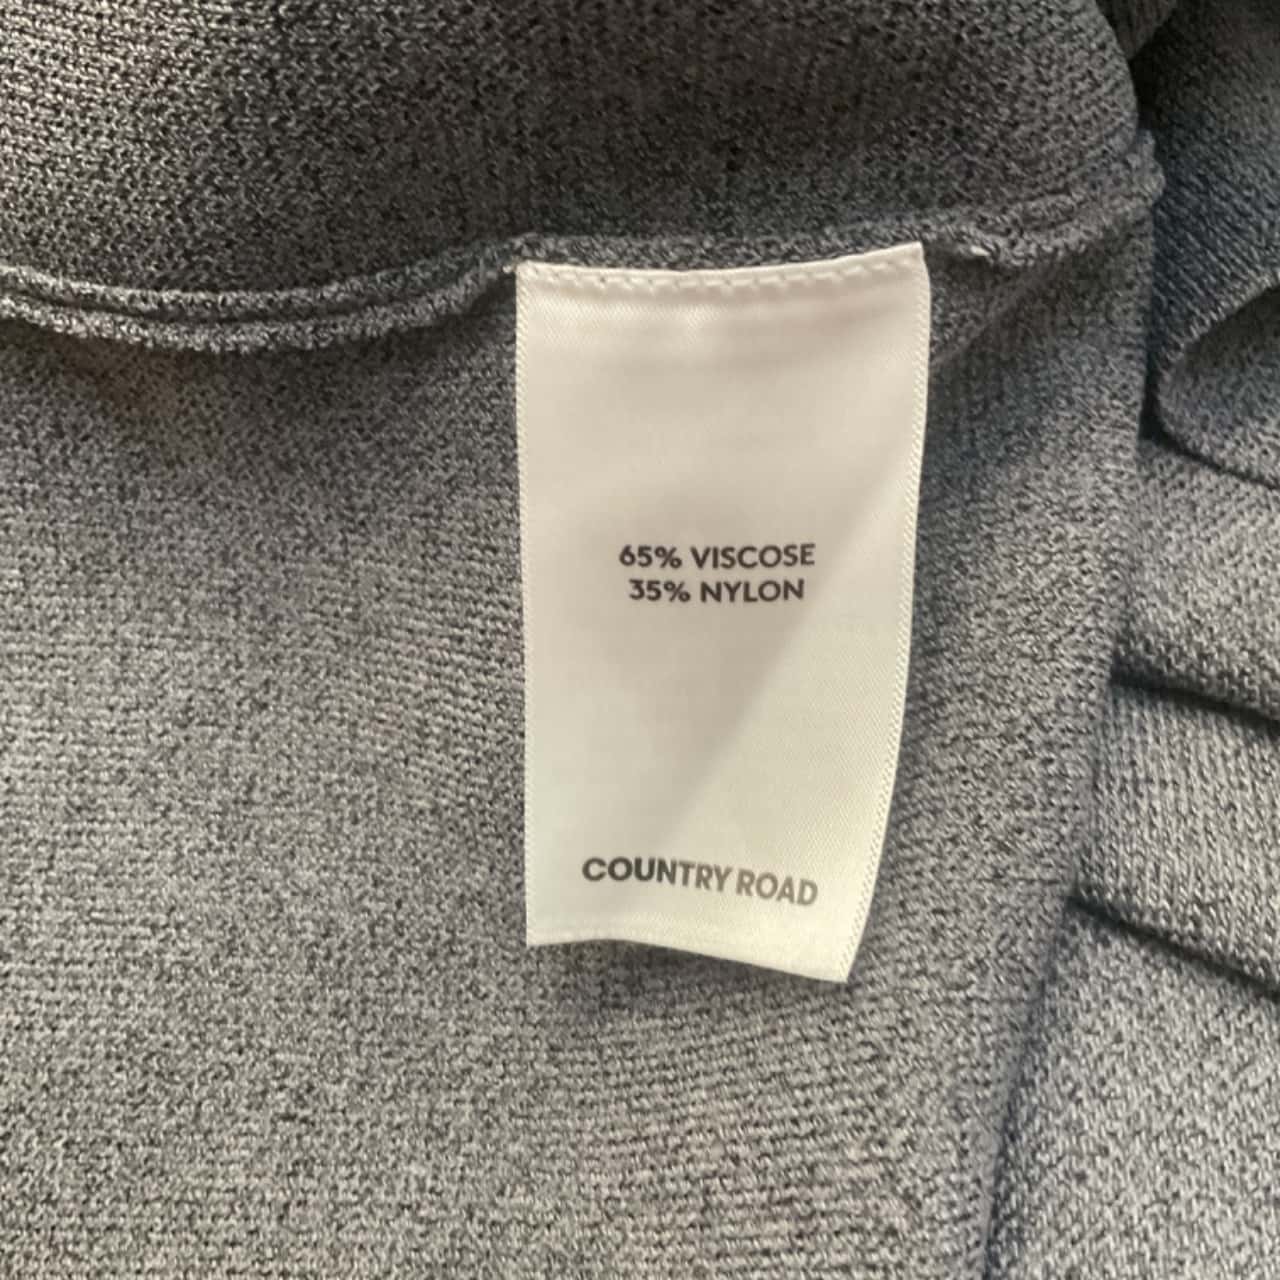 65% VISCOSE
35% NYLON
COUNTRY ROAD